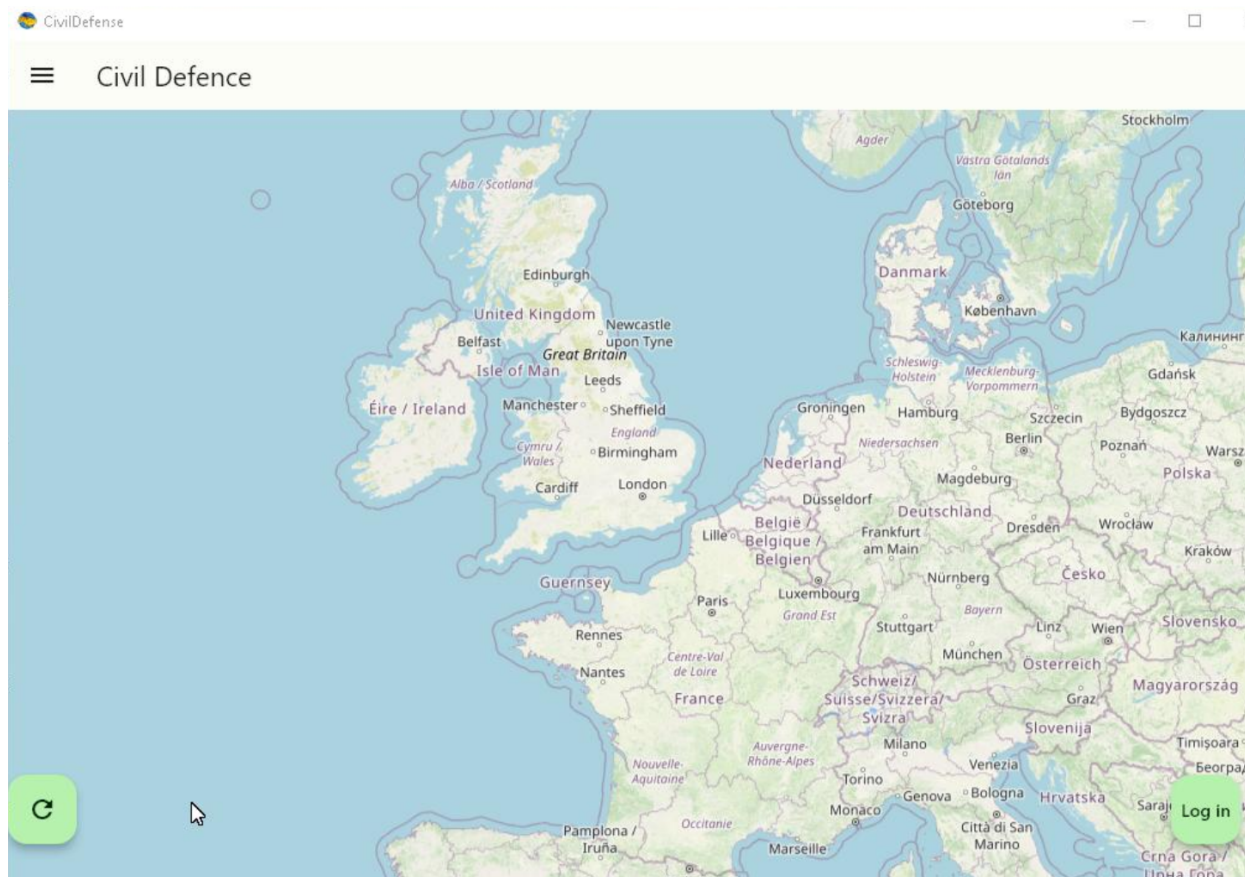 CivilDefense
Civil Defence
Stockholm
Agder
Västra Götalands
län
Alba / Scotland
Göteborg
Edinburgh
Danmark
København
United Kingdom
Newcastle
upon Tyne
Belfast
Great Britain
Калинингр
Isle of Man
Schleswig-
Holstein
Mecklenburg-
Vorpommern
Gdańsk
Leeds
Éire / Ireland
Manchester
Sheffield
Groningen
Hamburg
Szczecin
Bydgoszcz
England
Cymru /
Wales
Birmingham
Niedersachsen
Berlin
Poznań
Warsz
Nederland
Polska
Cardiff
London
Magdeburg
Düsseldorf
Deutschland
Lille
België /
Belgique /
Belgien
Frankfurt
am Main
Dresden
Wrocław
Kraków
Guernsey
Nürnberg
Česko
Luxembourg
Paris
Grand Est
Bayern
Stuttgart
Linz
Wien
Slovensko
Rennes
München
Centre-Val
de Loire
Österreich
Nantes
Schweiz/
Suisse/Svizzera/
Svizra
France
Magyarország
Graz
Slovenija
Auvergne-
Rhône-Alpes
Milano
Timișoara
Nouvelle-
Aquitaine
Venezia
Београд
Torino
Genova
Bologna
Hrvatska
Saraj
Log in
Monaco
Occitanie
Pamplona /
Iruña
Marseille
Città di San
Marino
Crna Gora /
Црна Гора